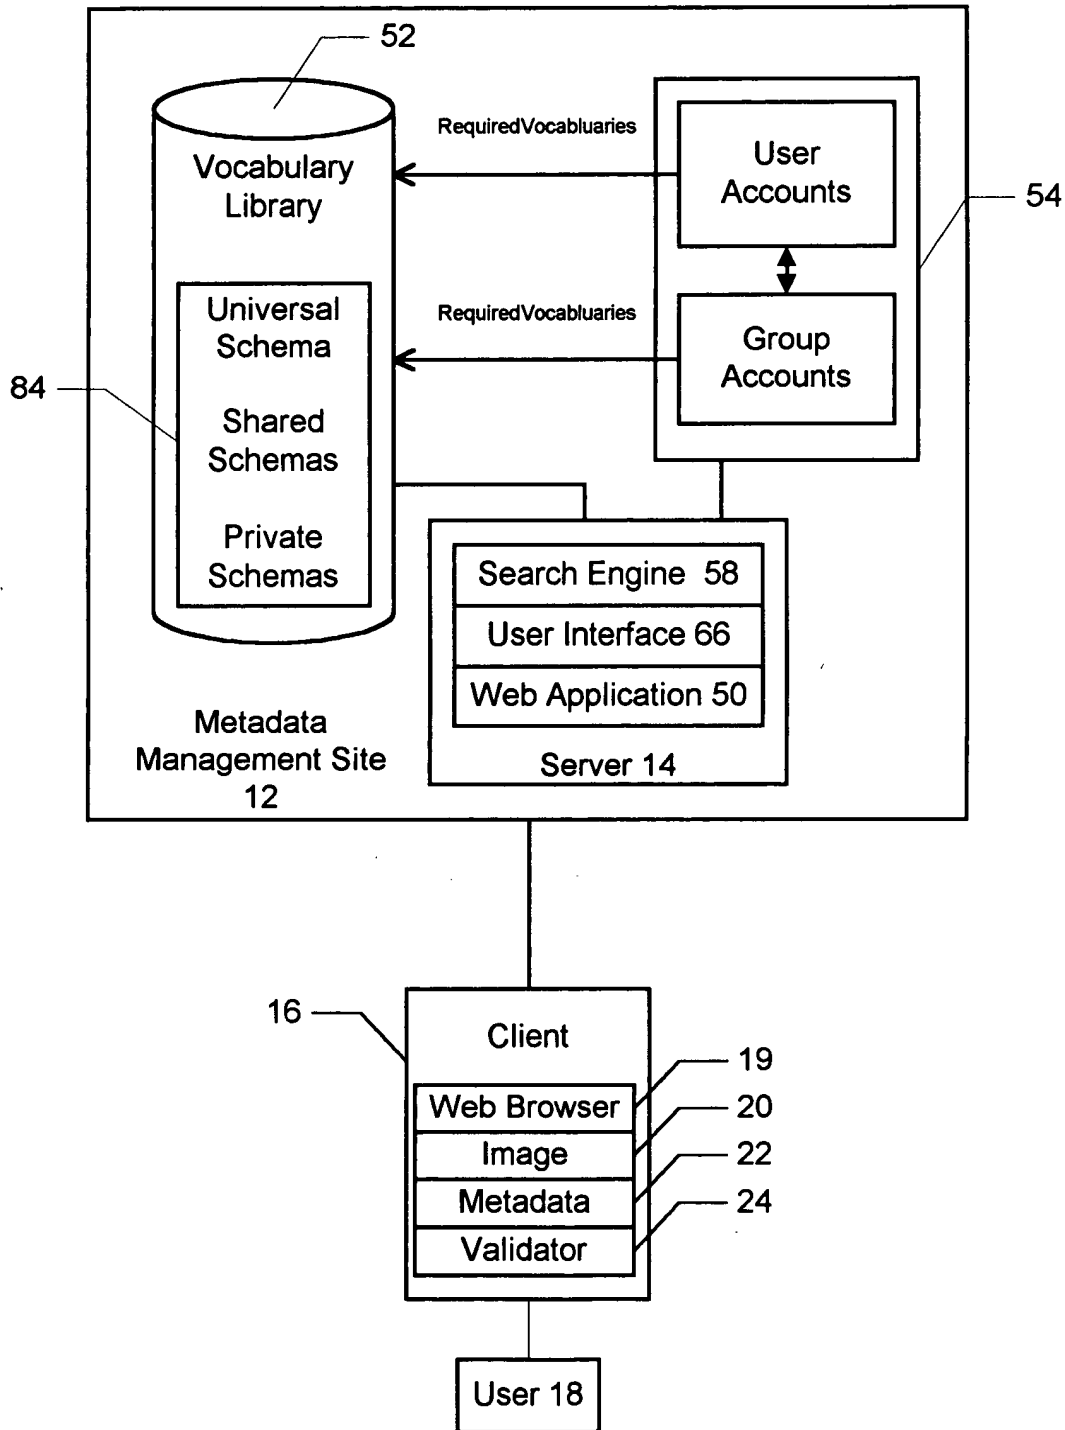 52
RequiredVocabluaries
Vocabulary
Library
User
Accounts
54
Universal
Schema
RequiredVocabluaries
Group
Accounts
84
Shared
Schemas
Private
Schemas
Search Engine 58
User Interface 66
Web Application 50
Server 14
Metadata
Management Site
12
16
Client
19
Web Browser
20
Image
22
Metadata
24
Validator
User 18